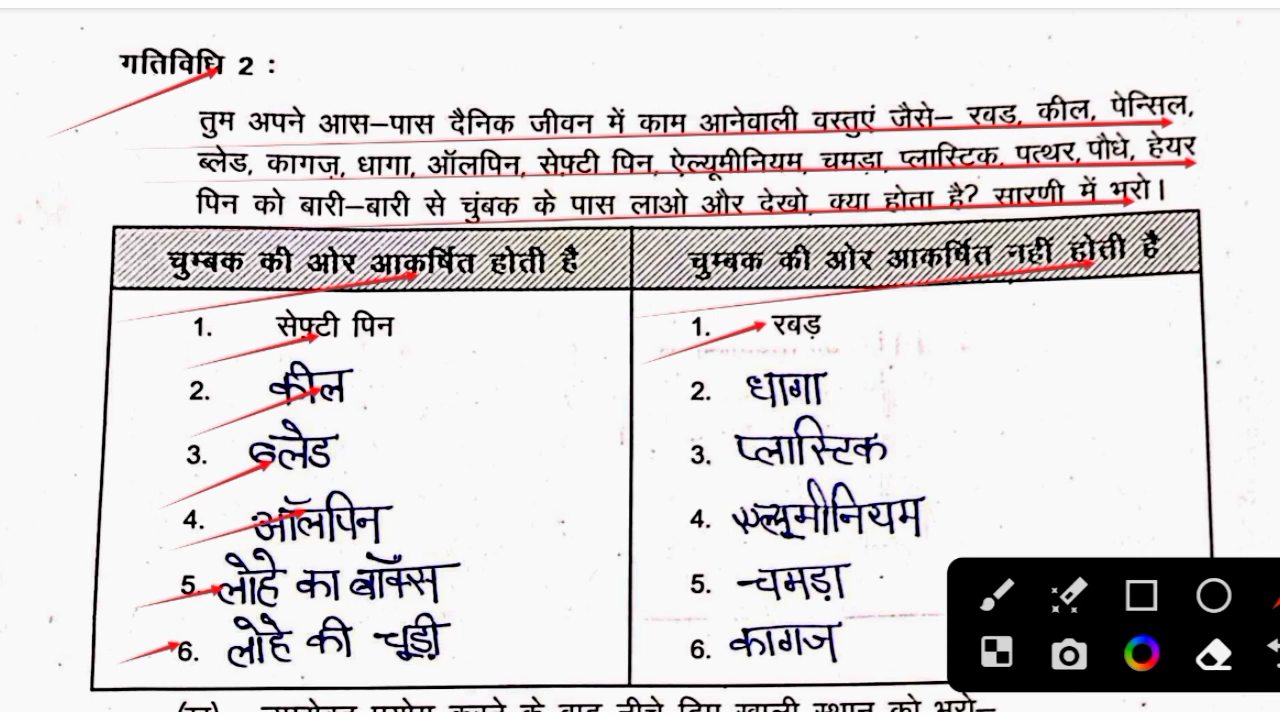 गतिविधि 2 :
तुम अपने आस–पास दैनिक जीवन में काम आनेवाली वस्तुएं जैसे– रबड, कील, पेन्सिल,
ब्लेड, कागज़, धागा, ऑलपिन, सेफ़्टी पिन, ऐल्यूमीनियम, चमड़ा, प्लास्टिक, पत्थर, पौधे, हेयर
पिन को बारी–बारी से चुंबक के पास लाओ और देखो, क्या होता है? सारणी में भरो।
चुम्बक की ओर आकर्षित होती है
चुम्बक की ओर आकर्षित नहीं होती है
1. सेफ़्टी पिन
1. रबड़
2. कील
2. धागा
3. ब्लेड
3. प्लास्टिक
4. ऑलपिन
4. एल्यूमीनियम
5. लोहे का बॉक्स
5. चमड़ा
6. लोहे की चूड़ी
6. कागज